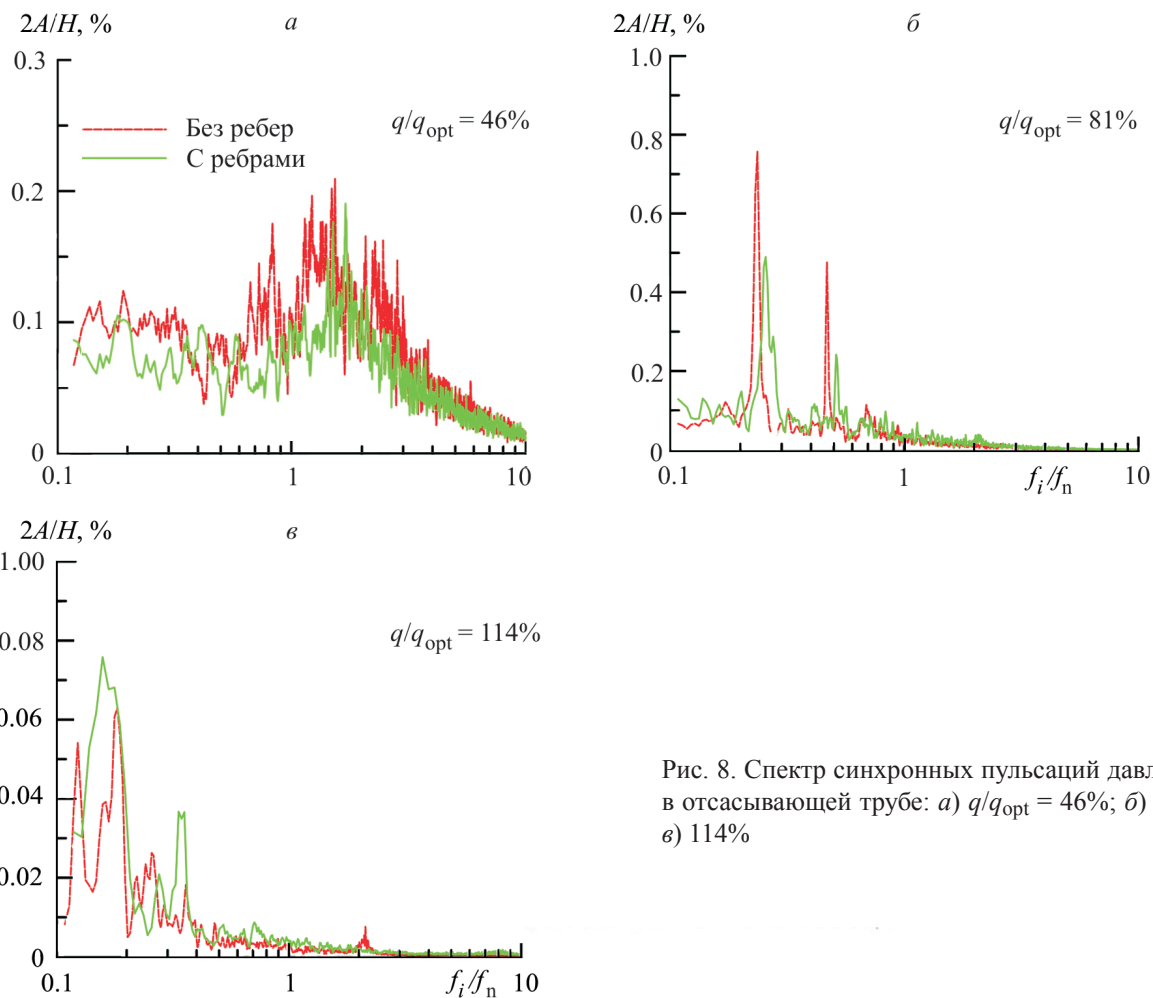 2A/H, %
а
0.3
0.2
0.1
0
0.1
1
10
Без ребер
С ребрами
q/qopt = 46%
2A/H, %
б
1.0
0.8
0.6
0.4
0.2
0
0.1
1
fi/fn
10
q/qopt = 81%
2A/H, %
в
1.00
0.08
0.06
0.04
0.02
0
0.1
1
fi/fn
10
q/qopt = 114%
Рис. 8. Спектр синхронных пульсаций давл
в отсасывающей трубе: а) q/qopt = 46%; б)
в) 114%